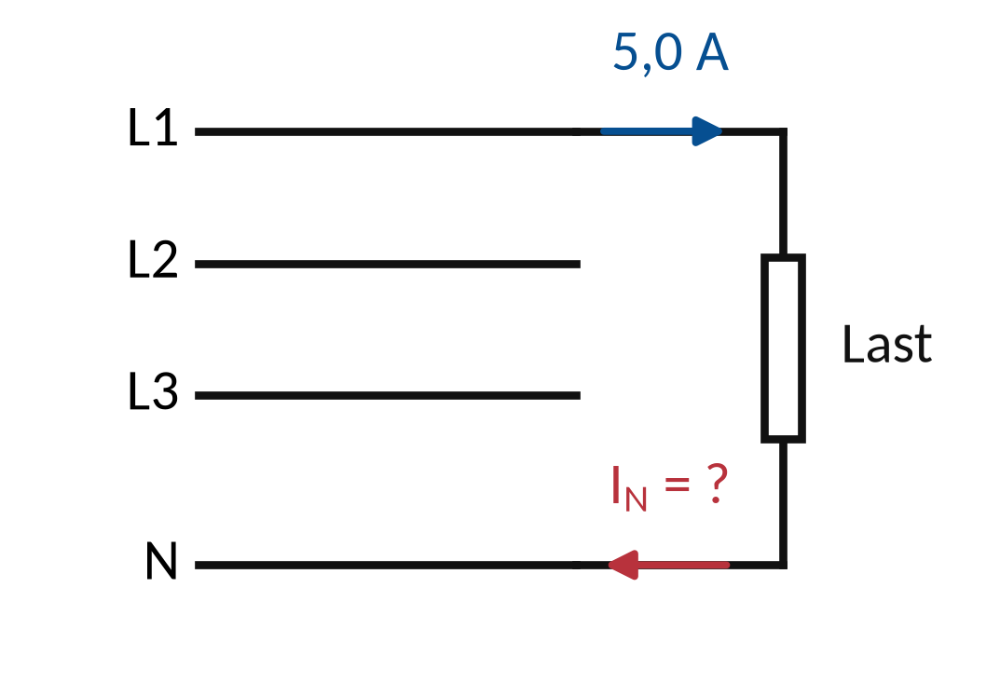 5,0 A
L1
L2
Last
L3
I_N = ?
N